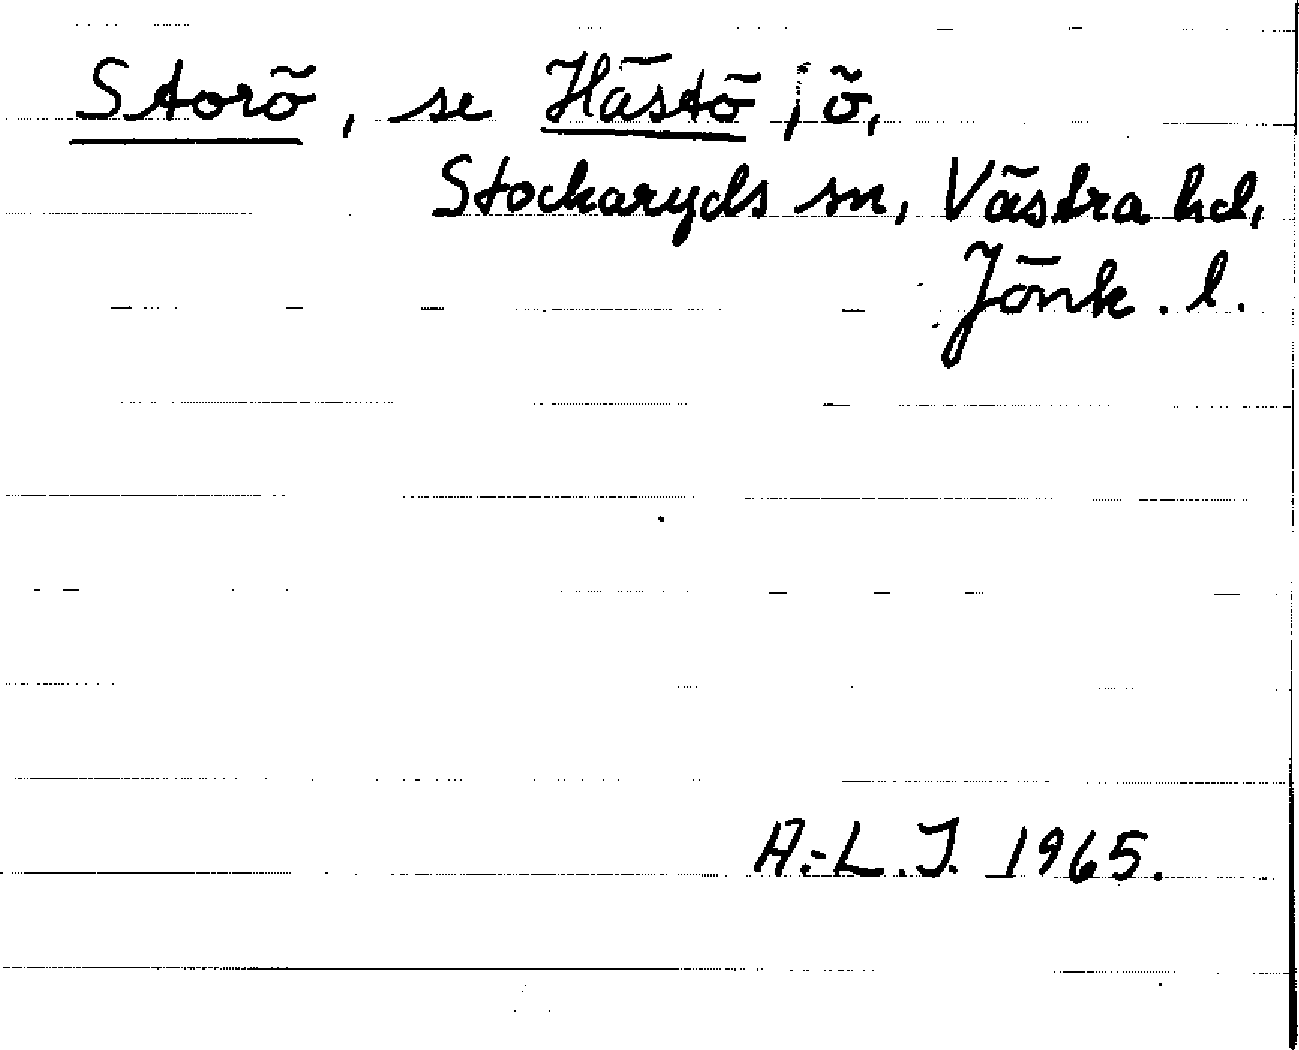 Storö, se Hästö, ö,
Stockaryds sn, Västra hd,
Jönk. l.
A.-L. J. 1965.